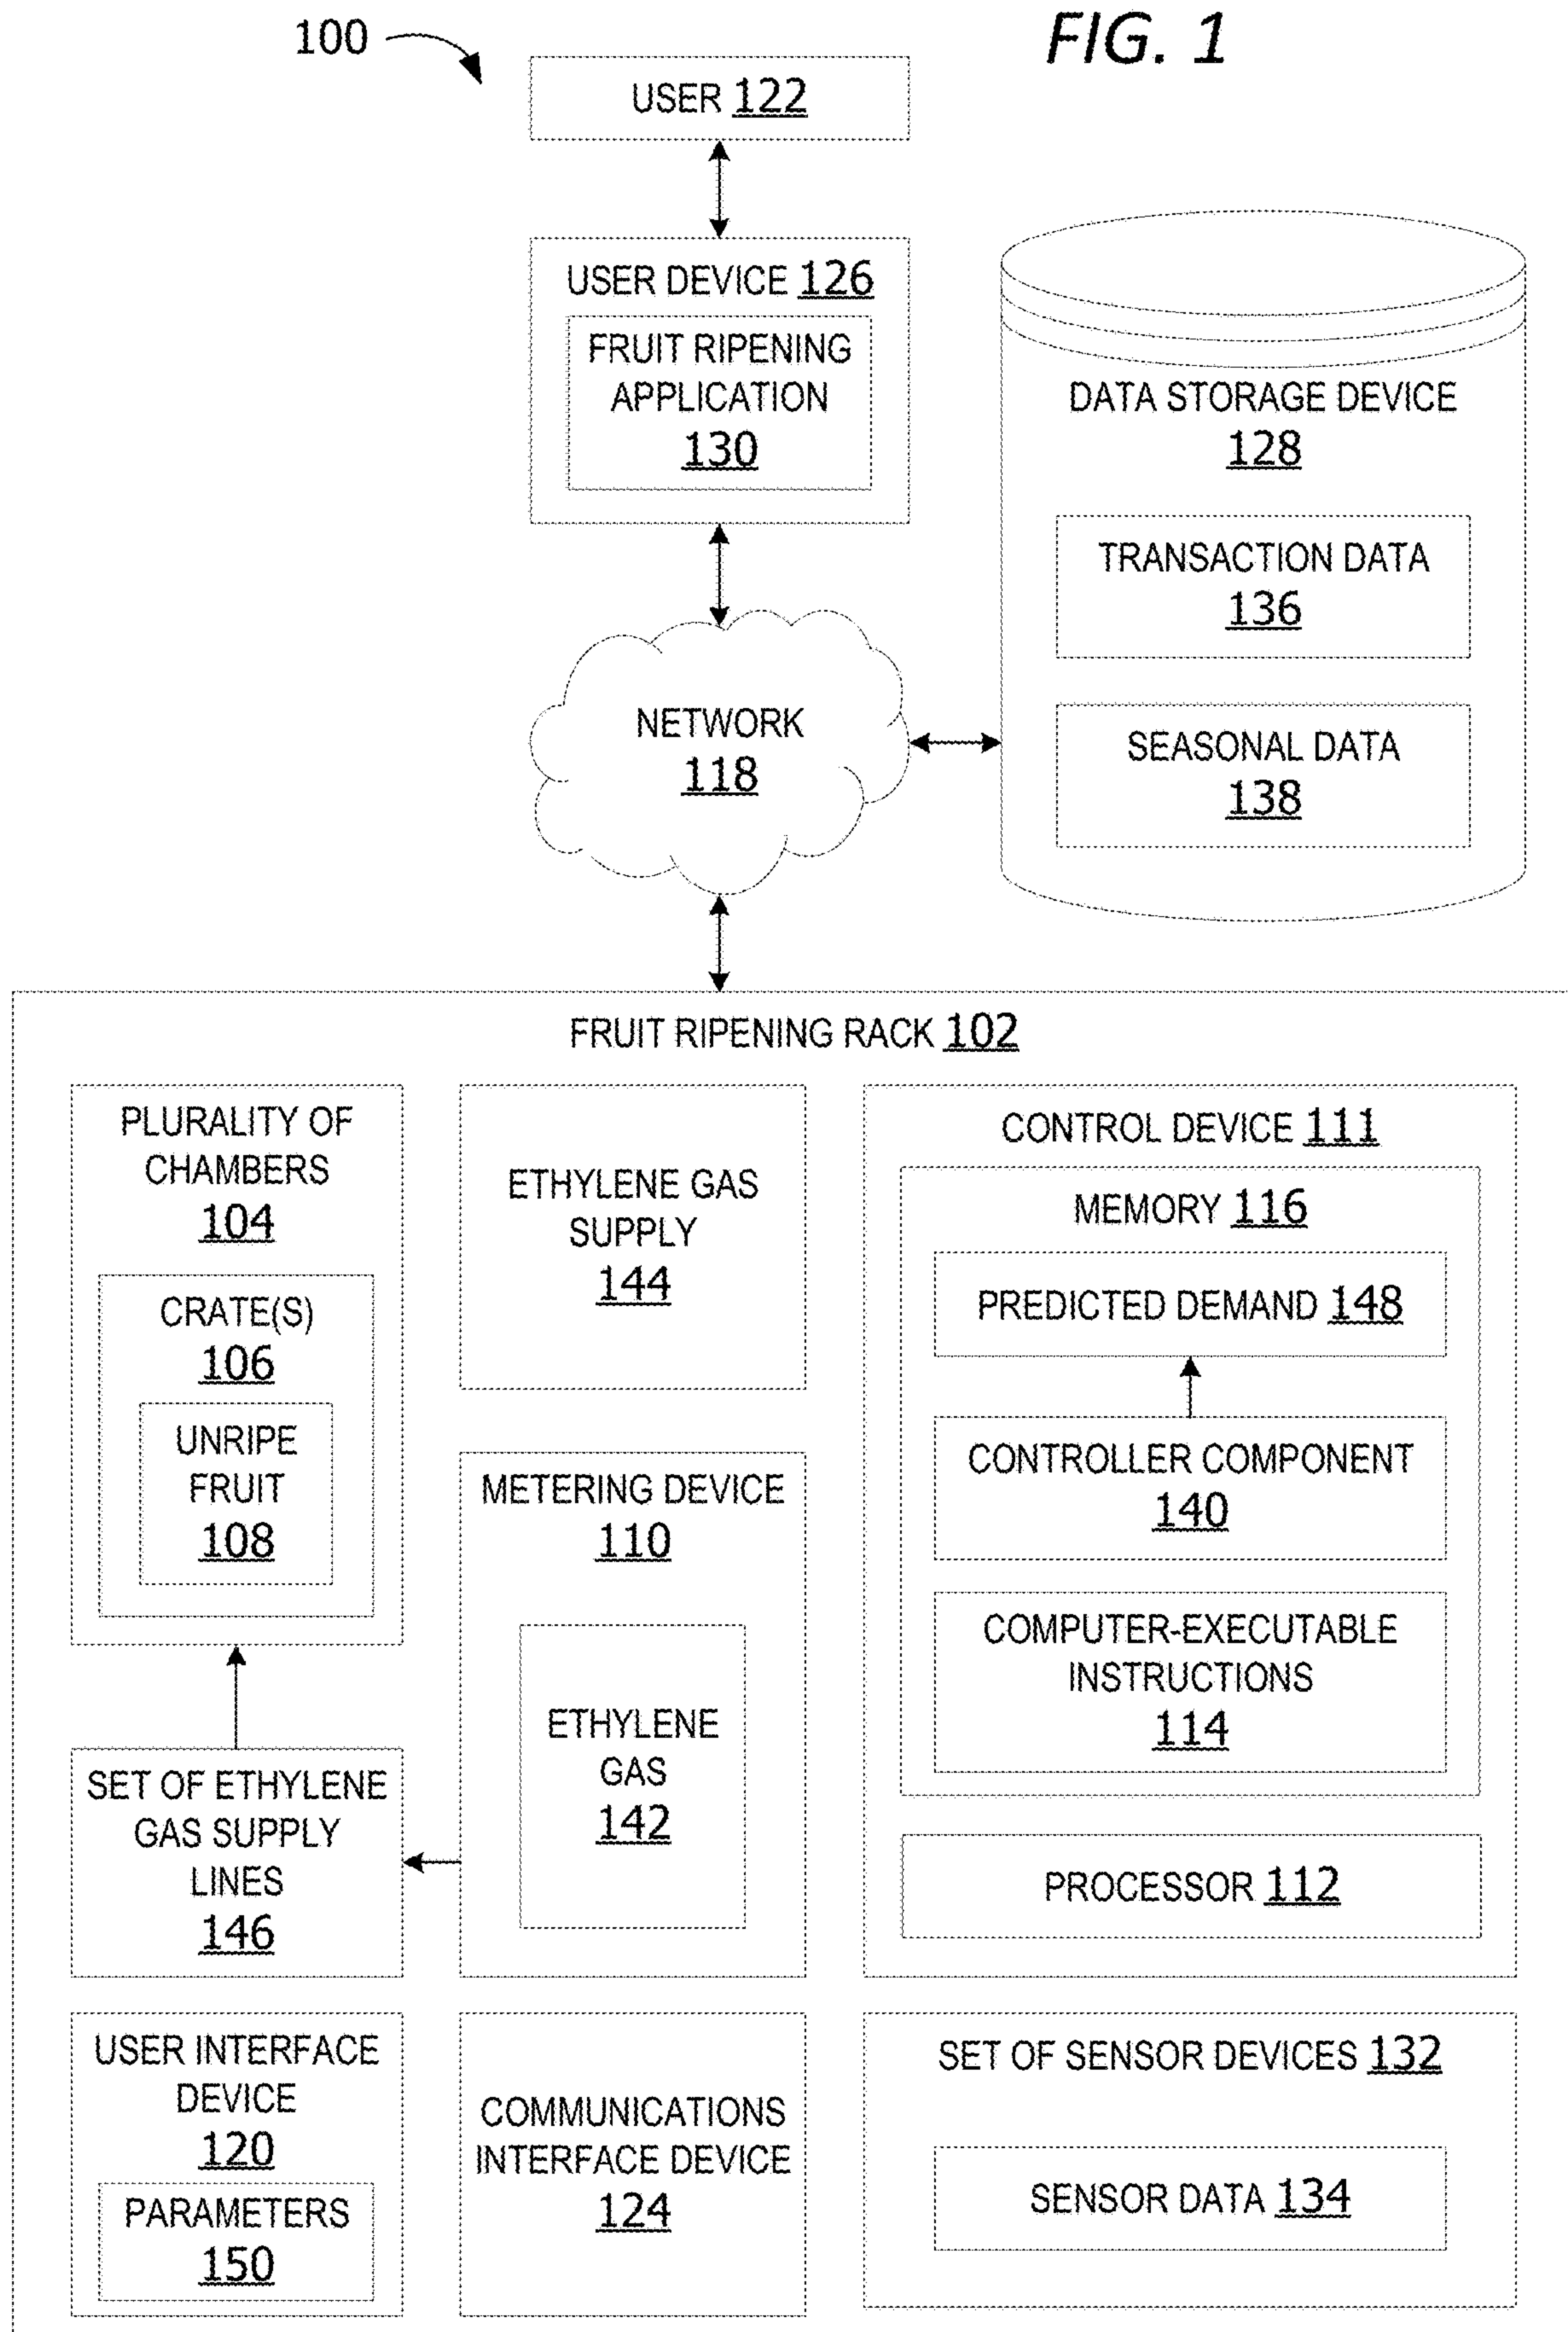 100
FIG. 1
USER 122
USER DEVICE 126
FRUIT RIPENING
APPLICATION
130
DATA STORAGE DEVICE
128
TRANSACTION DATA
136
SEASONAL DATA
138
NETWORK
118
FRUIT RIPENING RACK 102
PLURALITY OF
CHAMBERS
104
CRATE(S)
106
UNRIPE
FRUIT
108
ETHYLENE GAS
SUPPLY
144
METERING DEVICE
110
ETHYLENE
GAS
142
SET OF ETHYLENE
GAS SUPPLY
LINES
146
CONTROL DEVICE 111
MEMORY 116
PREDICTED DEMAND 148
CONTROLLER COMPONENT
140
COMPUTER-EXECUTABLE
INSTRUCTIONS
114
PROCESSOR 112
USER INTERFACE
DEVICE
120
PARAMETERS
150
COMMUNICATIONS
INTERFACE DEVICE
124
SET OF SENSOR DEVICES 132
SENSOR DATA 134